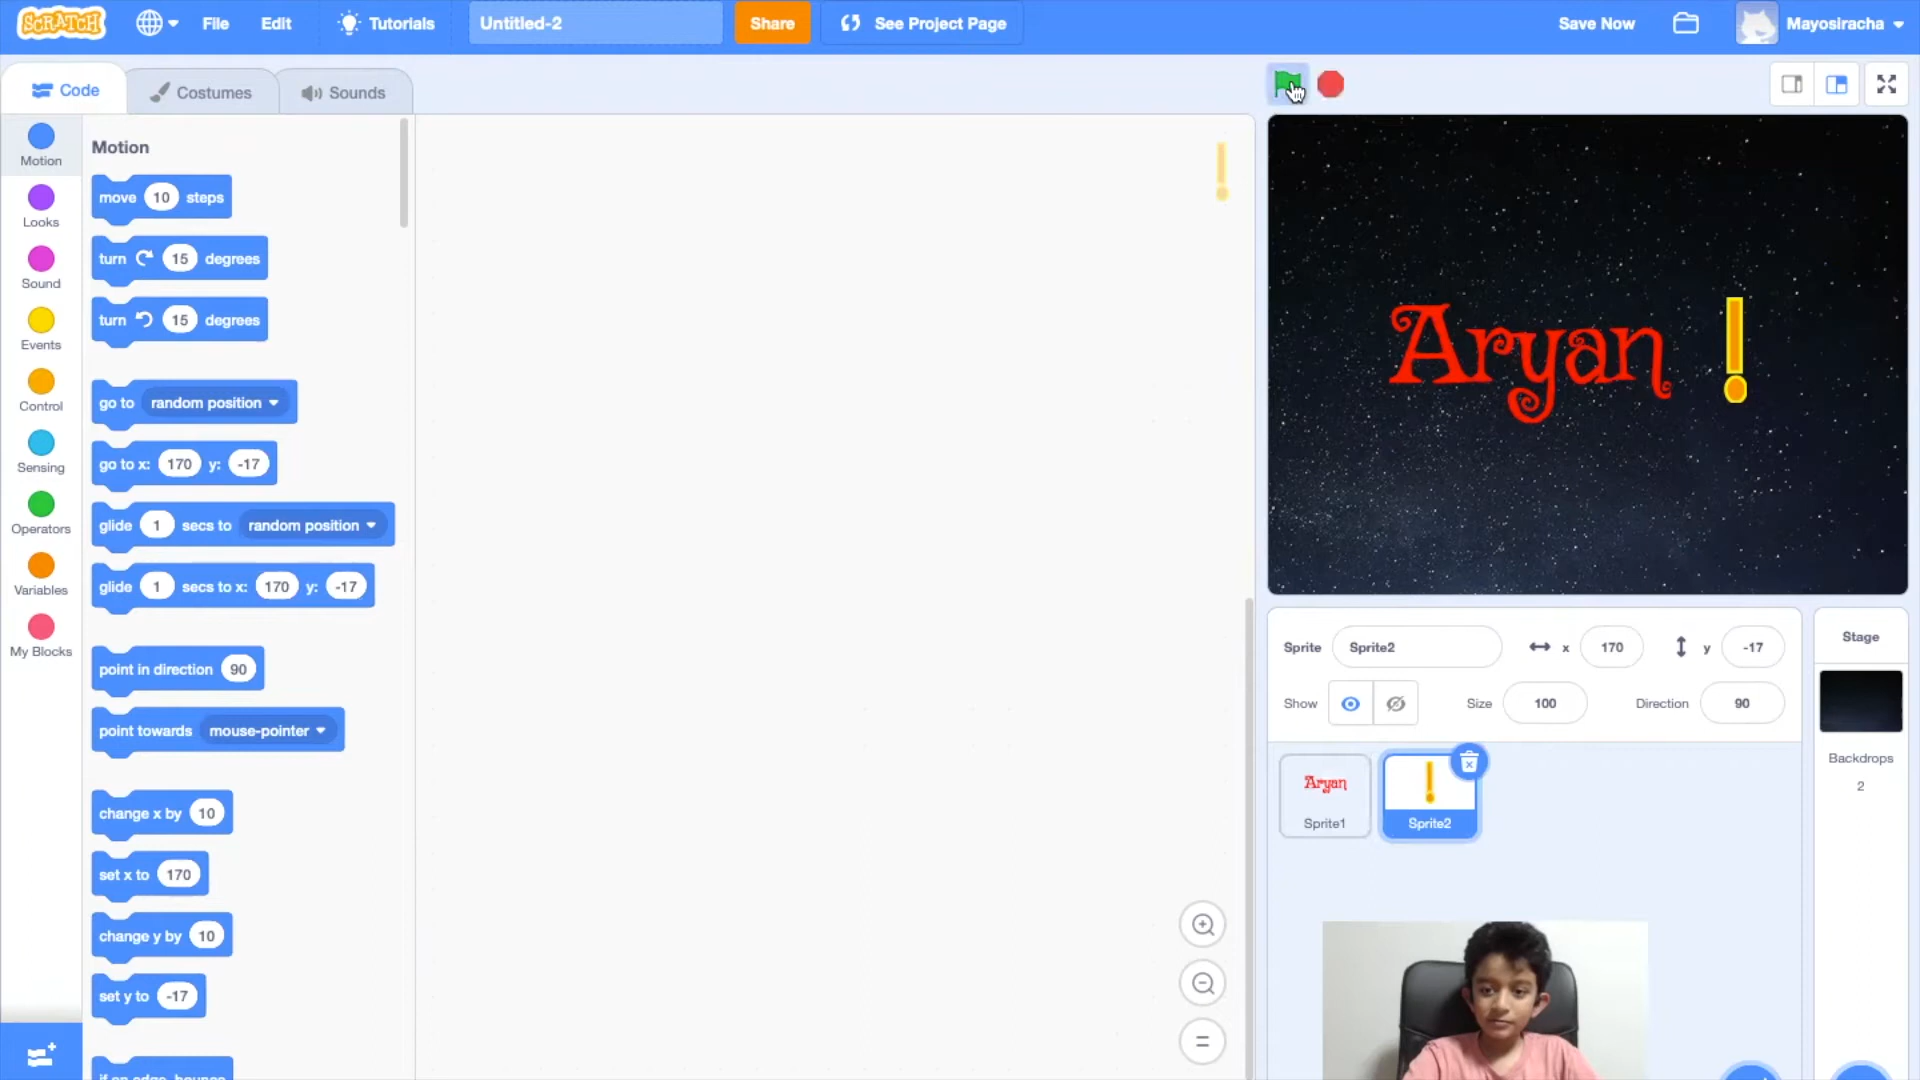 SCRATCH
File
Edit
Tutorials
Untitled-2
Share
See Project Page
Save Now
Mayosiracha
Code
Costumes
Sounds
Motion
Looks
Sound
Events
Control
Sensing
Operators
Variables
My Blocks
Motion
move 10 steps
turn 15 degrees
turn 15 degrees
go to random position
go to x: 170 y: -17
glide 1 secs to random position
glide 1 secs to x: 170 y: -17
point in direction 90
point towards mouse-pointer
change x by 10
set x to 170
change y by 10
set y to -17
if on edge, bounce
Aryan !
Sprite Sprite2 x 170 y -17
Show Size 100 Direction 90
Aryan
Sprite1
!
Sprite2
Stage
Backdrops
2